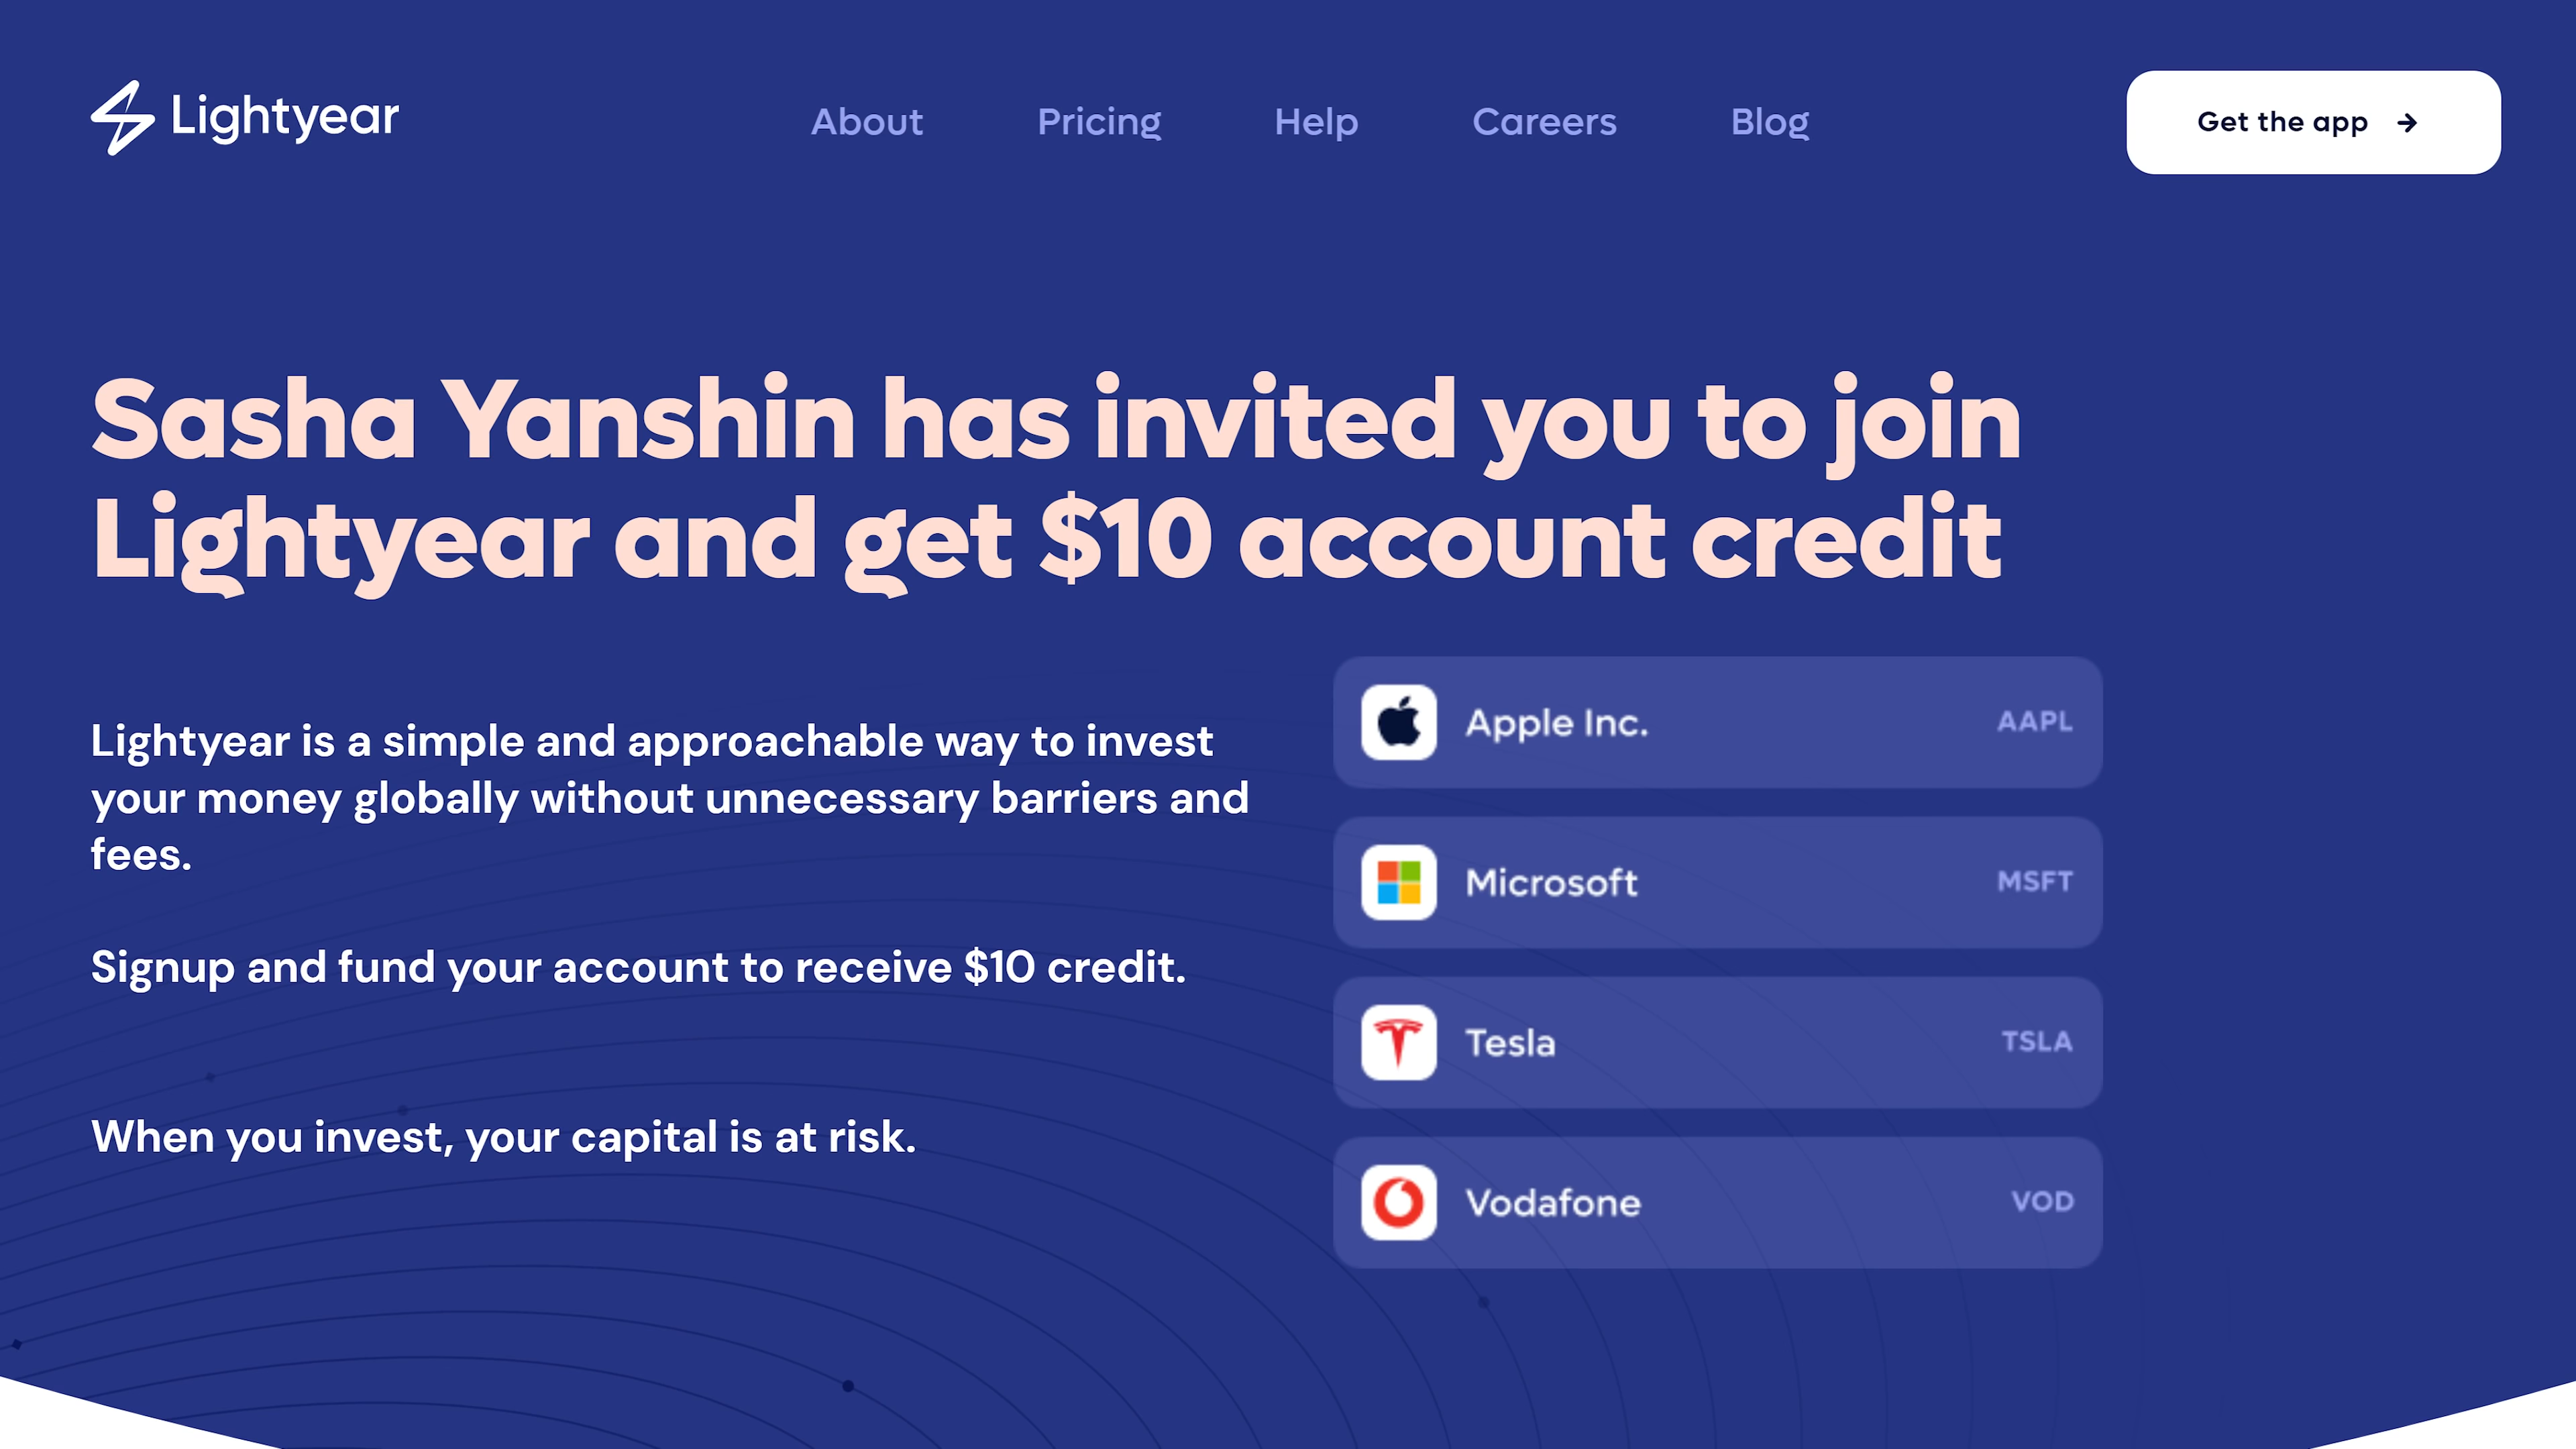 Lightyear
About Pricing Help Careers Blog
Get the app →
Sasha Yanshin has invited you to join
Lightyear and get $10 account credit
Lightyear is a simple and approachable way to invest
your money globally without unnecessary barriers and
fees.
Signup and fund your account to receive $10 credit.
When you invest, your capital is at risk.
Apple Inc. AAPL
Microsoft MSFT
Tesla TSLA
Vodafone VOD